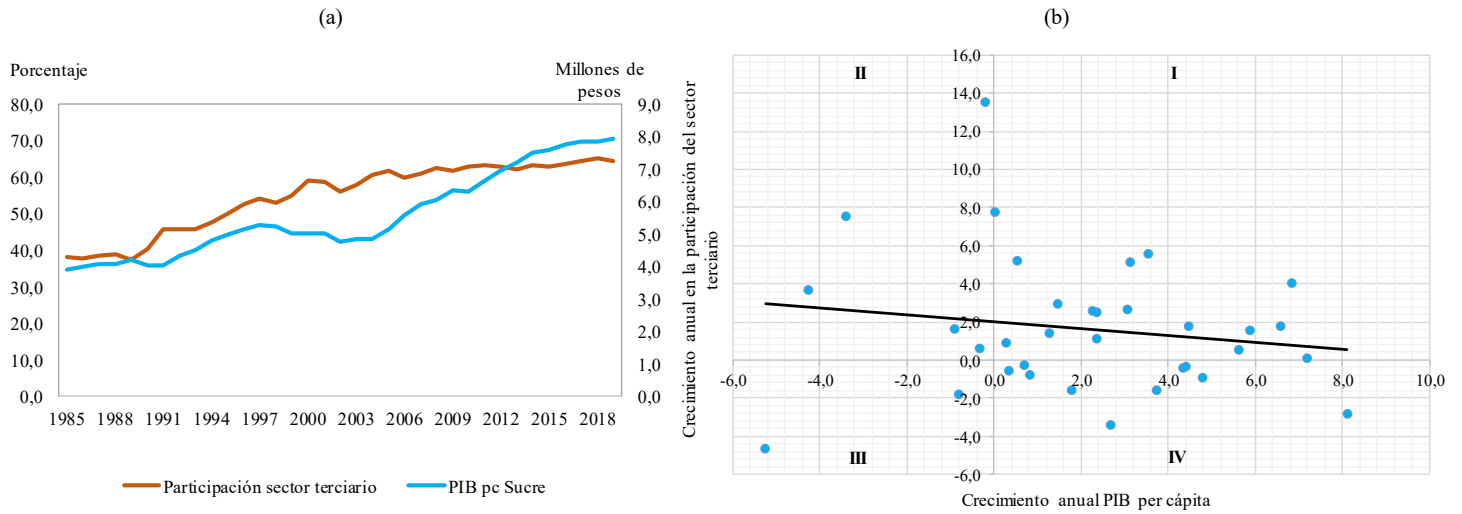 (a)
Porcentaje
Millones de
pesos
80,0
70,0
60,0
50,0
40,0
30,0
20,0
10,0
0,0
9,0
8,0
7,0
6,0
5,0
4,0
3,0
2,0
1,0
0,0
1985 1988 1991 1994 1997 2000 2003 2006 2009 2012 2015 2018
Participación sector terciario PIB pc Sucre
(b)
Crecimiento anual en la participación del sector
terciario
II I
16,0
14,0
12,0
10,0
8,0
6,0
4,0
2,0
0,0
-6,0 -4,0 -2,0 0,0 2,0 4,0 6,0 8,0 10,0
-2,0
-4,0
III IV
-6,0
Crecimiento anual PIB per cápita